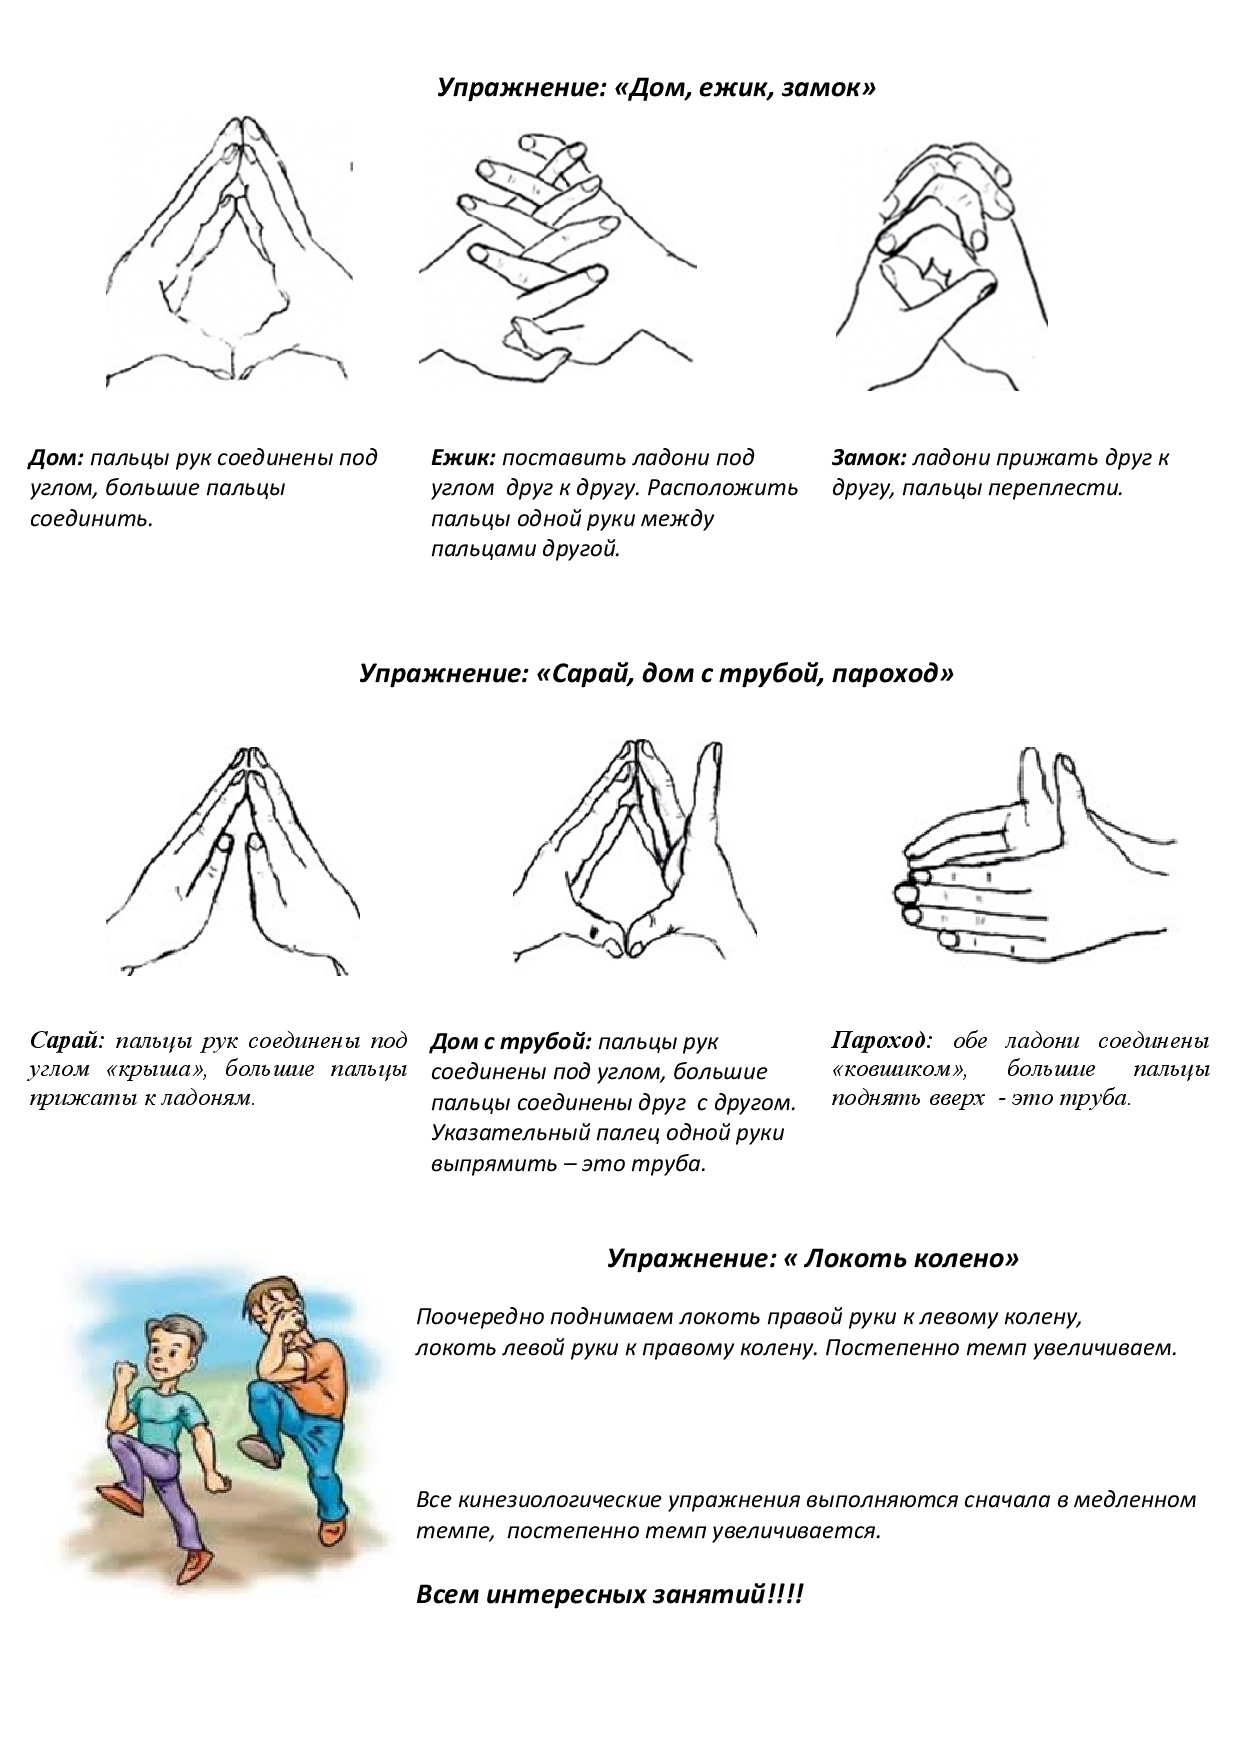 Упражнение: «Дом, ежик, замок»
Дом: пальцы рук соединены под
углом, большие пальцы
соединить.
Ежик: поставить ладони под
углом  друг к другу. Расположить
пальцы одной руки между
пальцами другой.
Замок: ладони прижать друг к
другу, пальцы переплести.
Упражнение: «Сарай, дом с трубой, пароход»
Сарай: пальцы рук соединены под
углом «крыша», большие пальцы
прижаты к ладоням.
Дом с трубой: пальцы рук
соединены под углом, большие
пальцы соединены друг  с другом.
Указательный палец одной руки
выпрямить – это труба.
Пароход: обе ладони соединены
«ковшиком», большие пальцы
поднять вверх  - это труба.
Упражнение: « Локоть колено»
Поочередно поднимаем локоть правой руки к левому колену,
локоть левой руки к правому колену. Постепенно темп увеличиваем.
Все кинезиологические упражнения выполняются сначала в медленном
темпе,  постепенно темп увеличивается.
Всем интересных занятий!!!!